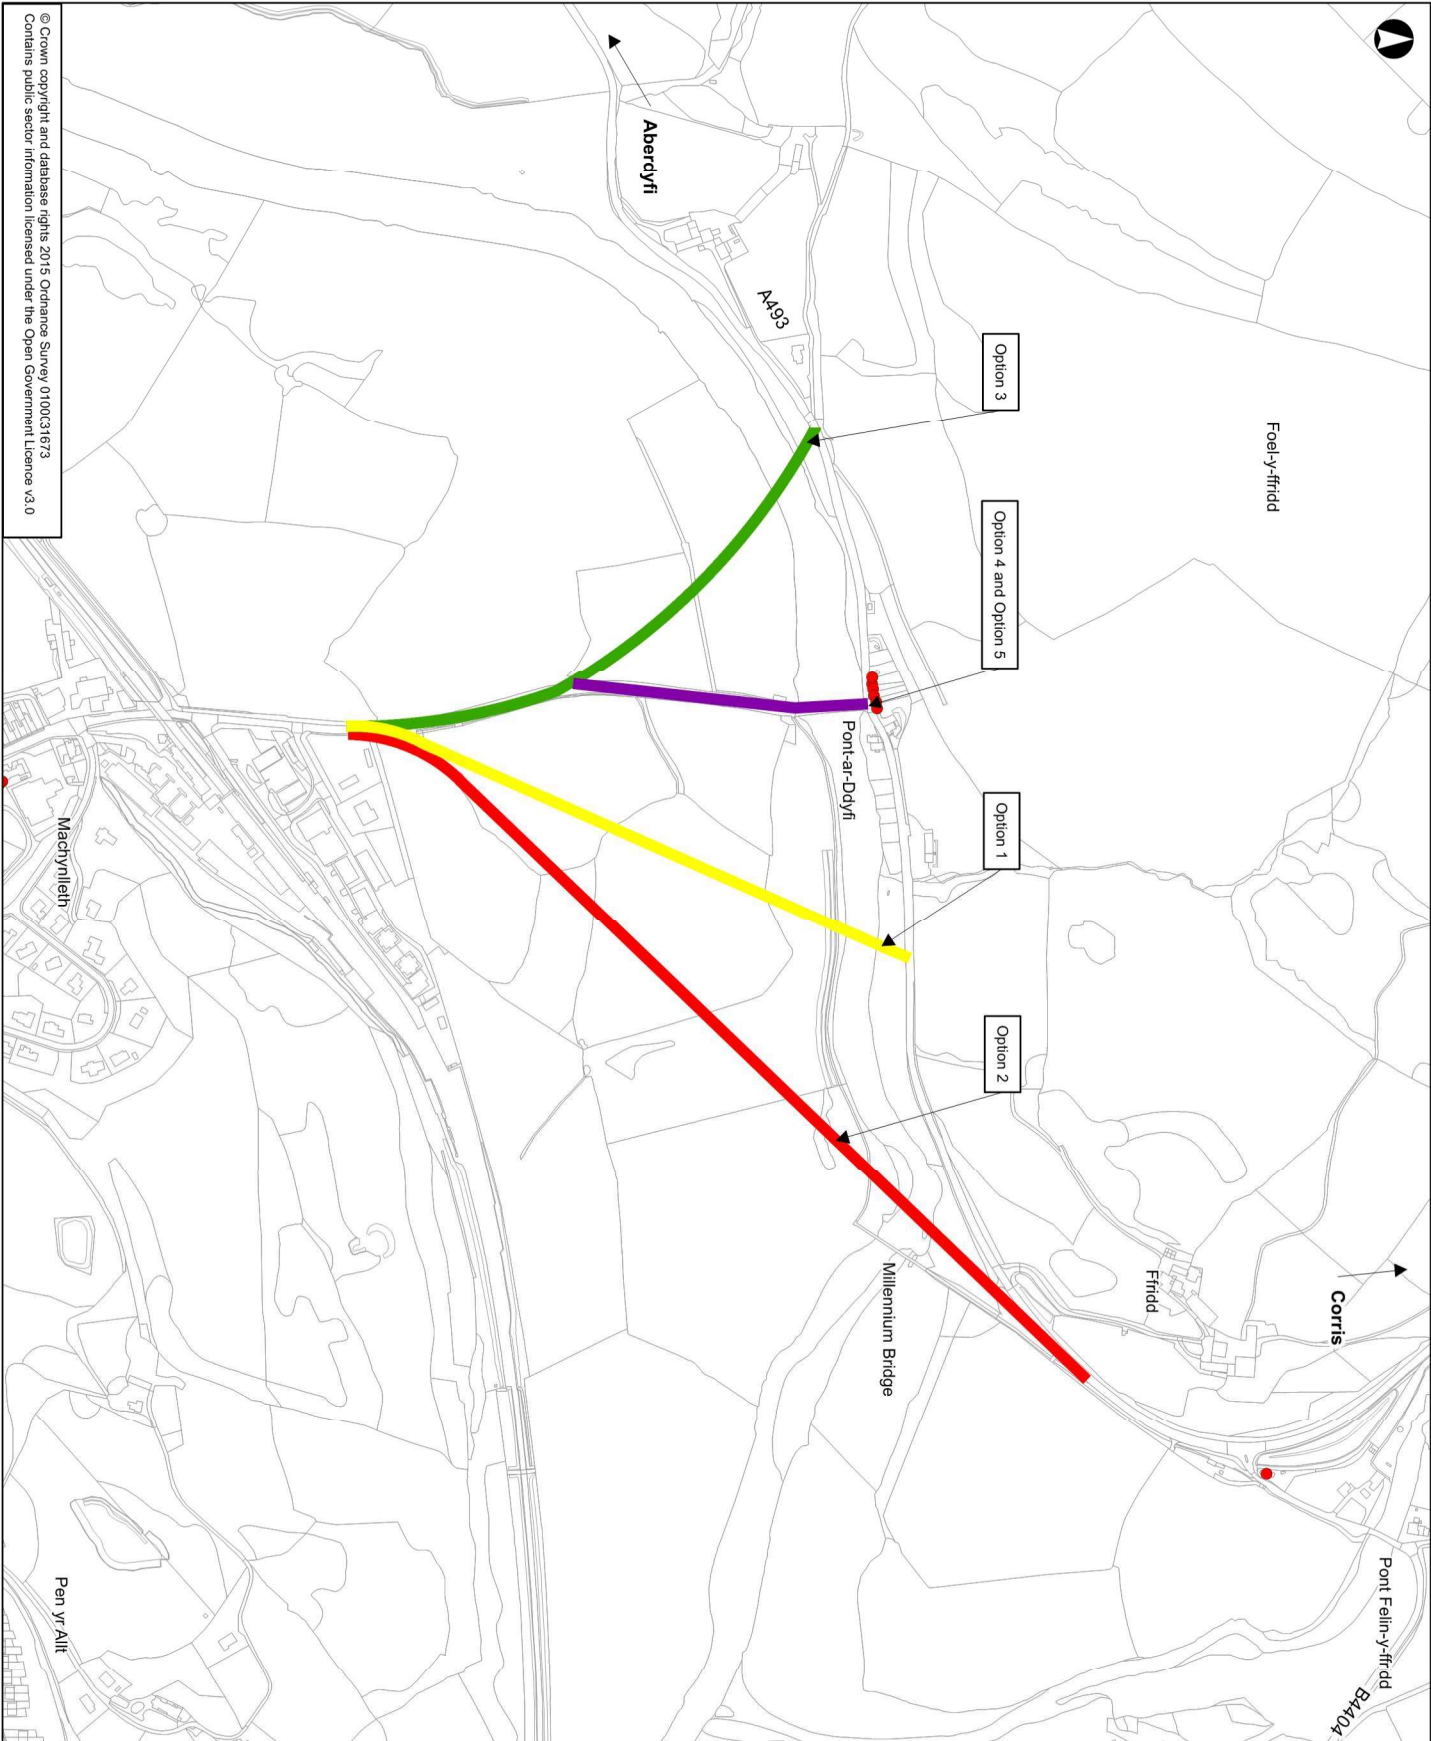 Foel-y-ffridd
Corris
Pont Felin-y-ffridd
B4404
Ffridd
Option 3
Option 4 and Option 5
Option 1
Option 2
Pont-ar-Ddyfi
Millennium Bridge
A493
Aberdyfi
Machynlleth
Pen yr Allt
© Crown copyright and database rights 2015 Ordnance Survey 0100031673
Contains public sector information licensed under the Open Government Licence v3.0